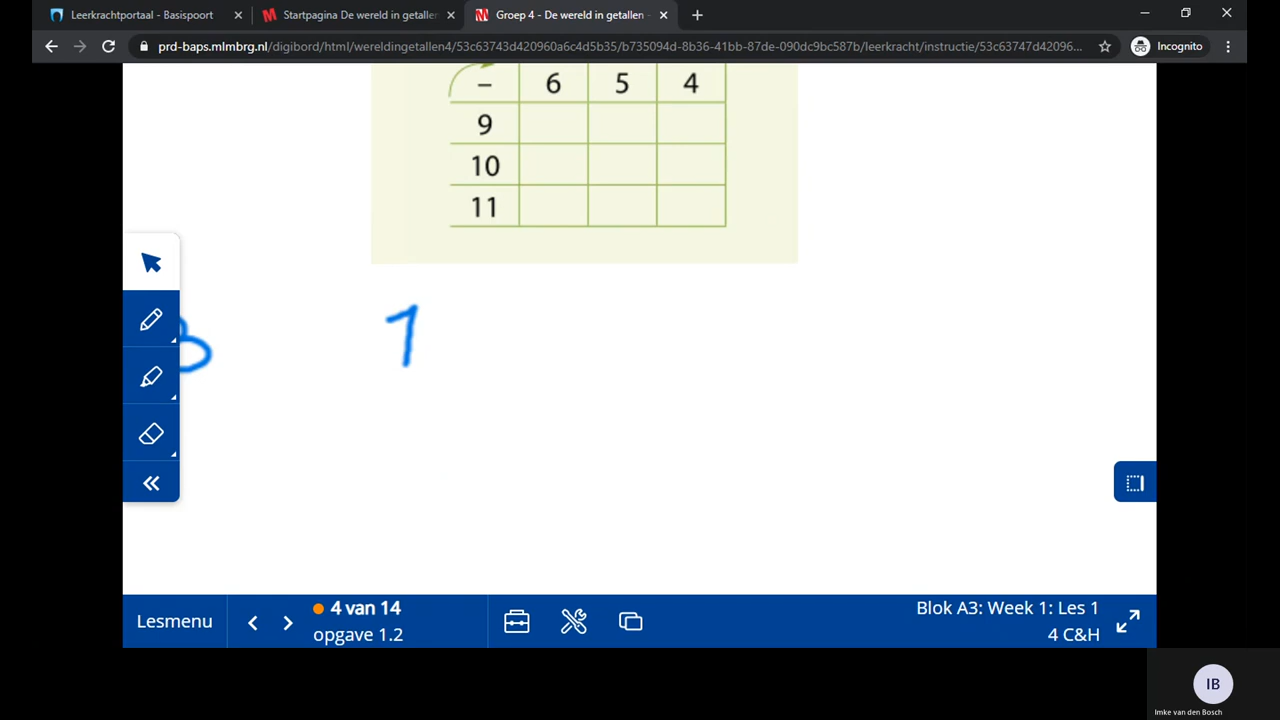 Leerkrachtportaal - Basispoort
Startpagina De wereld in getaller
Groep 4 - De wereld in getallen -
prd-baps.mlmbrg.nl/digibord/html/wereldingetallen4/53c63743d420960a6c4d5b35/b735094d-8b36-41bb-87de-090dc9bc587b/leerkracht/instructie/53c63747d42096...
Incognito
– 6 5 4
9
10
11
1
Lesmenu
4 van 14
opgave 1.2
Blok A3: Week 1: Les 1
4 C&H
IB
Imke van den Bosch